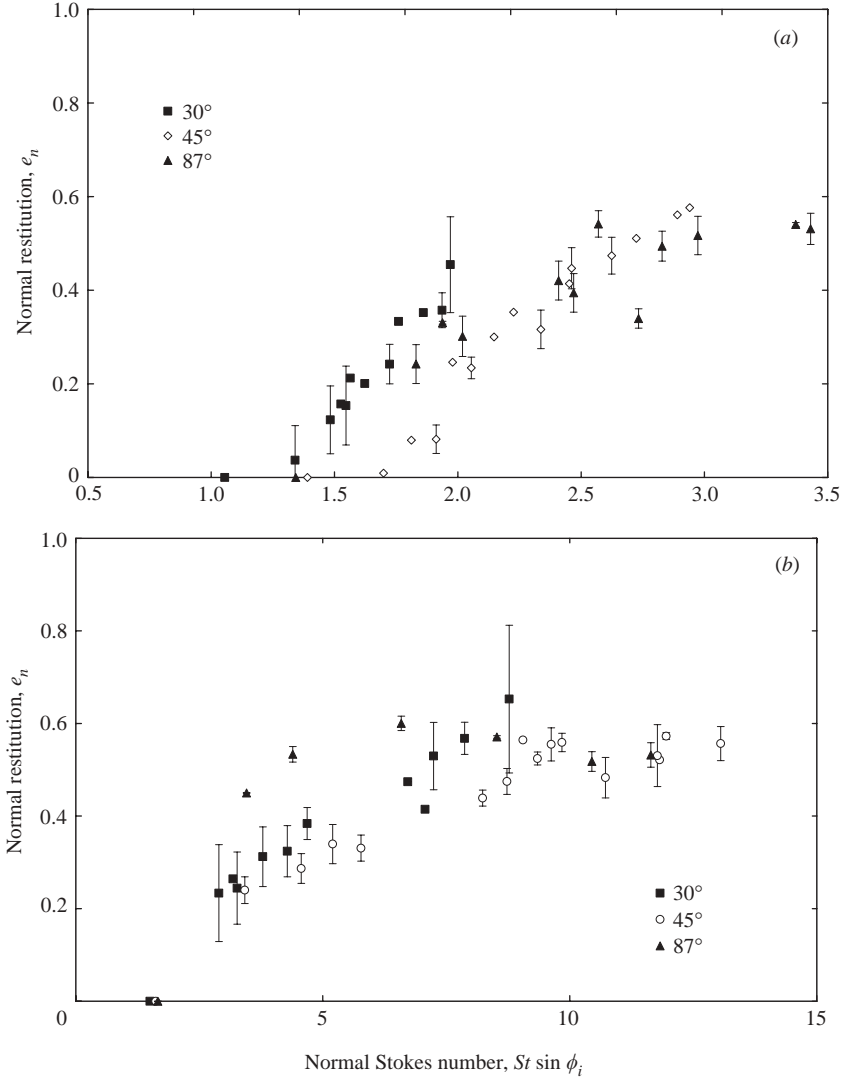 1.0
(a)
0.8
30°
45°
87°
0.6
Normal restitution, e_n
0.4
0.2
0
0.5 1.0 1.5 2.0 2.5 3.0 3.5
1.0
(b)
0.8
0.6
Normal restitution, e_n
0.4
30°
45°
0.2
87°
0 5 10 15
Normal Stokes number, St sin ϕ_i